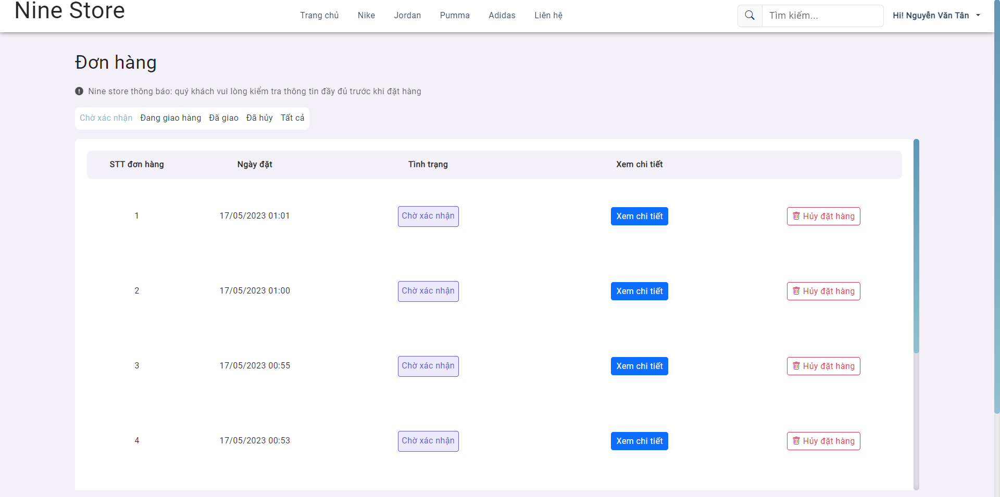 Nine Store
Trang chủ Nike Jordan Pumma Adidas Liên hệ
Tìm kiếm...
Hi! Nguyễn Văn Tân
Đơn hàng
Nine store thông báo: quý khách vui lòng kiểm tra thông tin đầy đủ trước khi đặt hàng
Chờ xác nhận Đang giao hàng Đã giao Đã hủy Tất cả
STT đơn hàng Ngày đặt Tình trạng Xem chi tiết
1 17/05/2023 01:01 Chờ xác nhận Xem chi tiết Hủy đặt hàng
2 17/05/2023 01:00 Chờ xác nhận Xem chi tiết Hủy đặt hàng
3 17/05/2023 00:55 Chờ xác nhận Xem chi tiết Hủy đặt hàng
4 17/05/2023 00:53 Chờ xác nhận Xem chi tiết Hủy đặt hàng